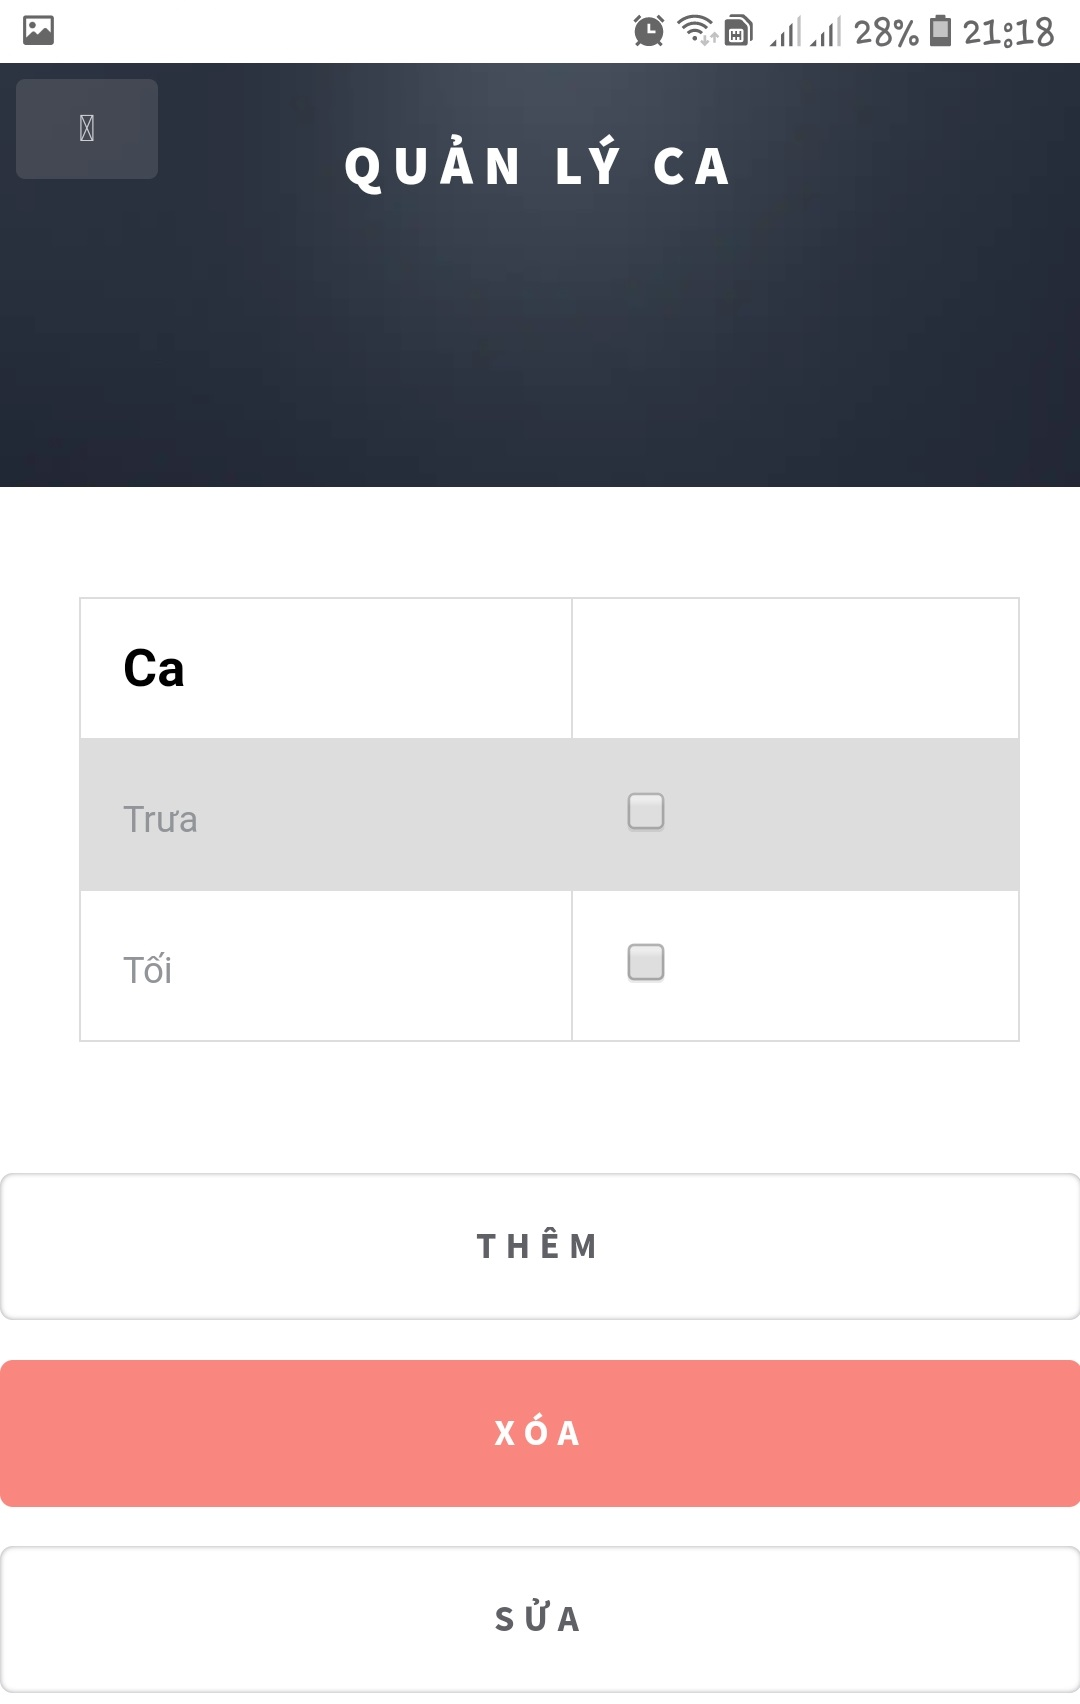 28% 21:18
QUẢN LÝ CA
Ca
Trưa
Tối
THÊM
XÓA
SỬA